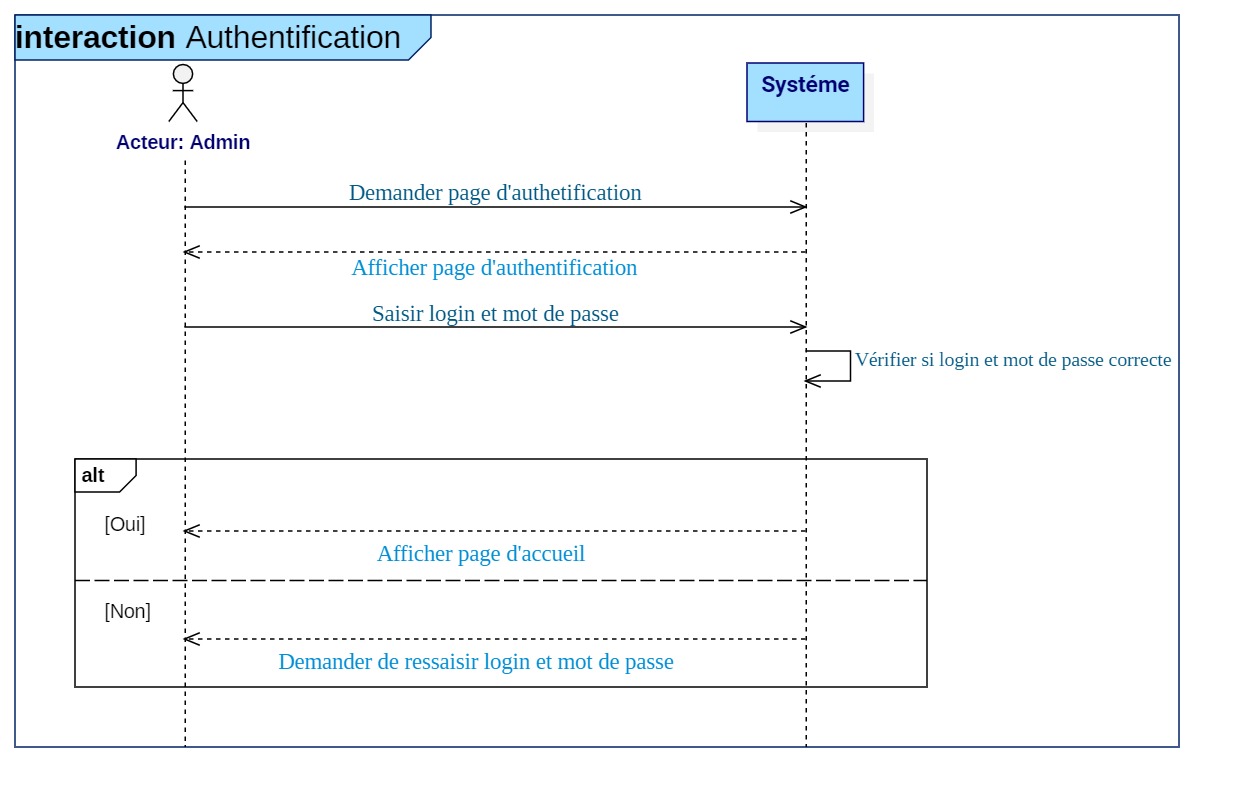 interaction Authentification
Systéme
Acteur: Admin
Demander page d'authetification
Afficher page d'authentification
Saisir login et mot de passe
Vérifier si login et mot de passe correcte
alt
[Oui]
Afficher page d'accueil
[Non]
Demander de ressaisir login et mot de passe